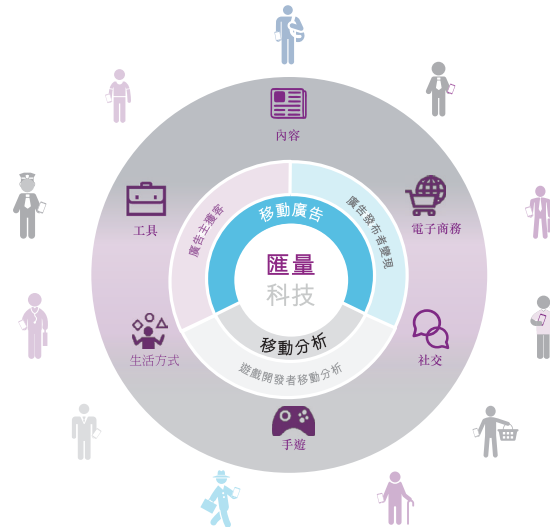 內容
工具
電子商務
廣告主獲客
移動廣告
廣告發布者變現
匯量
科技
移動分析
遊戲開發者移動分析
生活方式
社交
手遊